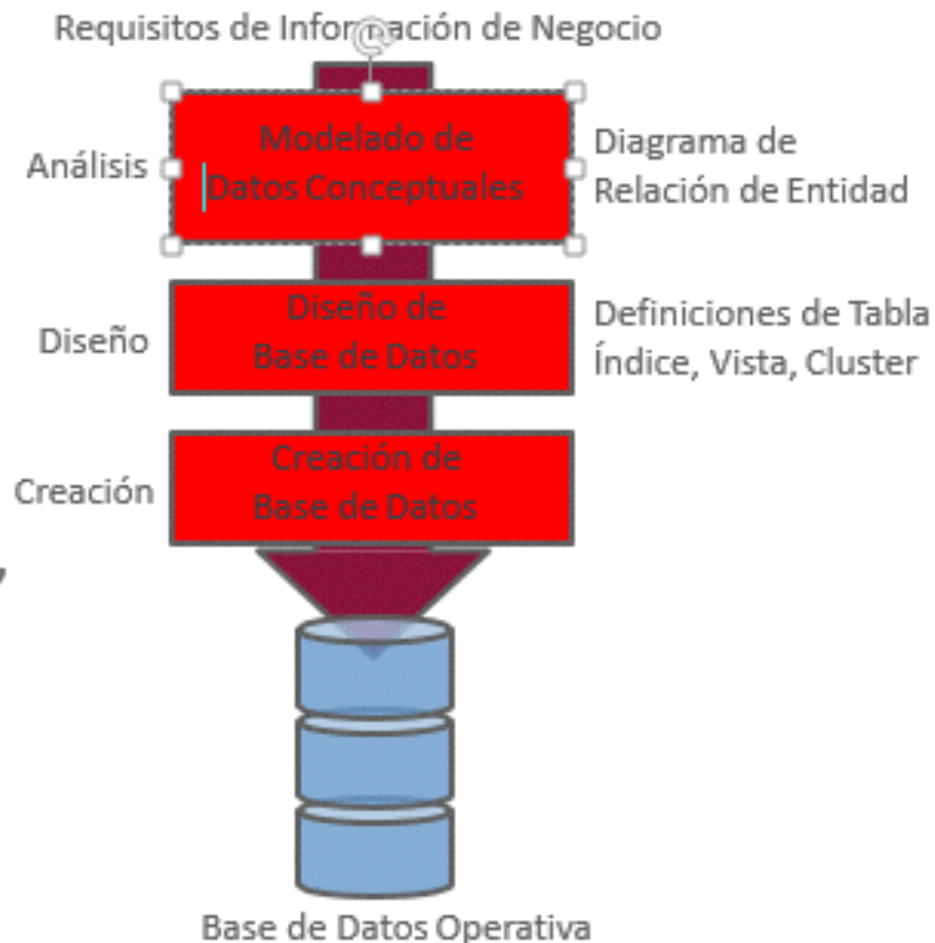 Requisitos de Información de Negocio
Análisis
Modelado de
Datos Conceptuales
Diagrama de
Relación de Entidad
Diseño
Diseño de
Base de Datos
Definiciones de Tabla
Índice, Vista, Cluster
Creación
Creación de
Base de Datos
Base de Datos Operativa